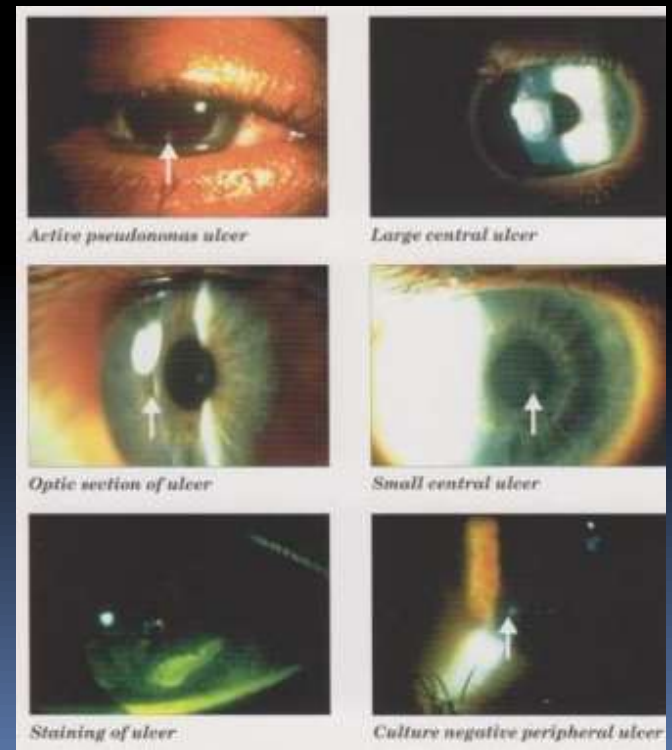 Active pseudononas ulcer
Large central ulcer
Optic section of ulcer
Small central ulcer
Staining of ulcer
Culture negative peripheral ulcer